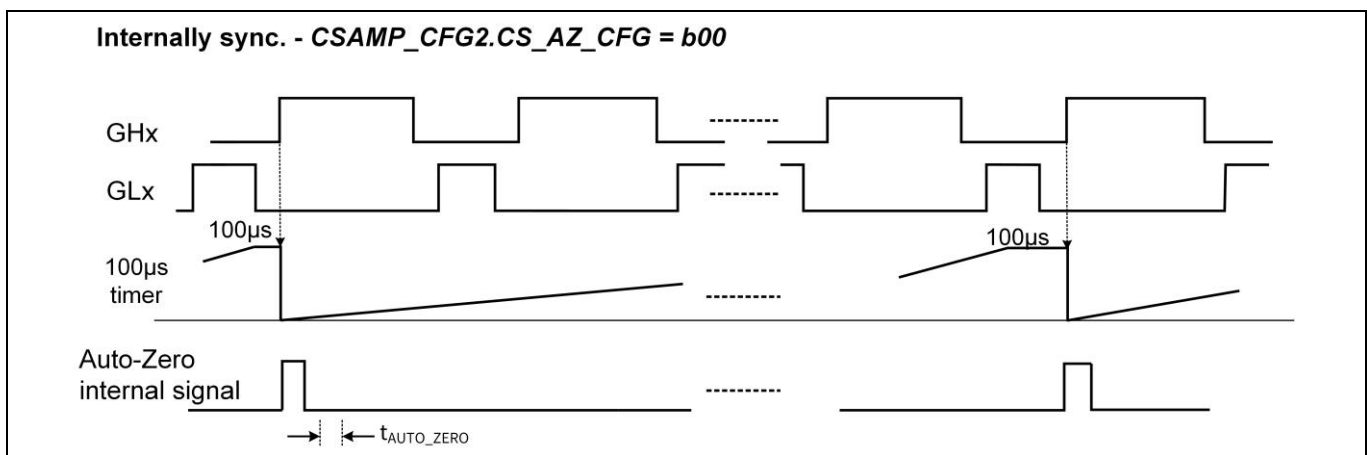 Internally sync. - CSAMP_CFG2.CS_AZ_CFG = b00
GHx
GLx
100µs
100µs
100µs
timer
Auto-Zero
internal signal
tAUTO_ZERO